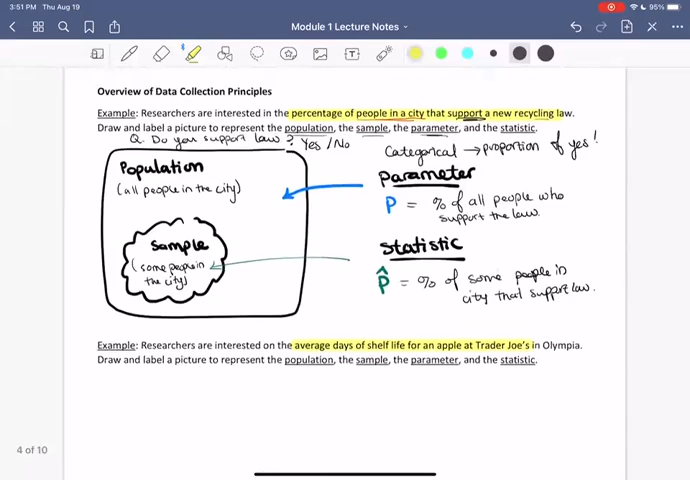 3:51 PM Thu Aug 19
95%
Module 1 Lecture Notes
Overview of Data Collection Principles
Example: Researchers are interested in the percentage of people in a city that support a new recycling law.
Draw and label a picture to represent the population, the sample, the parameter, and the statistic.
Q. Do you support law? Yes/No
Categorical → proportion of yes!
Population
(all people in the city)
Parameter
P = % of all people who
support the law.
Sample
(some people in
the city)
Statistic
p̂ = % of some people in
city that support law.
Example: Researchers are interested on the average days of shelf life for an apple at Trader Joe's in Olympia.
Draw and label a picture to represent the population, the sample, the parameter, and the statistic.
4 of 10